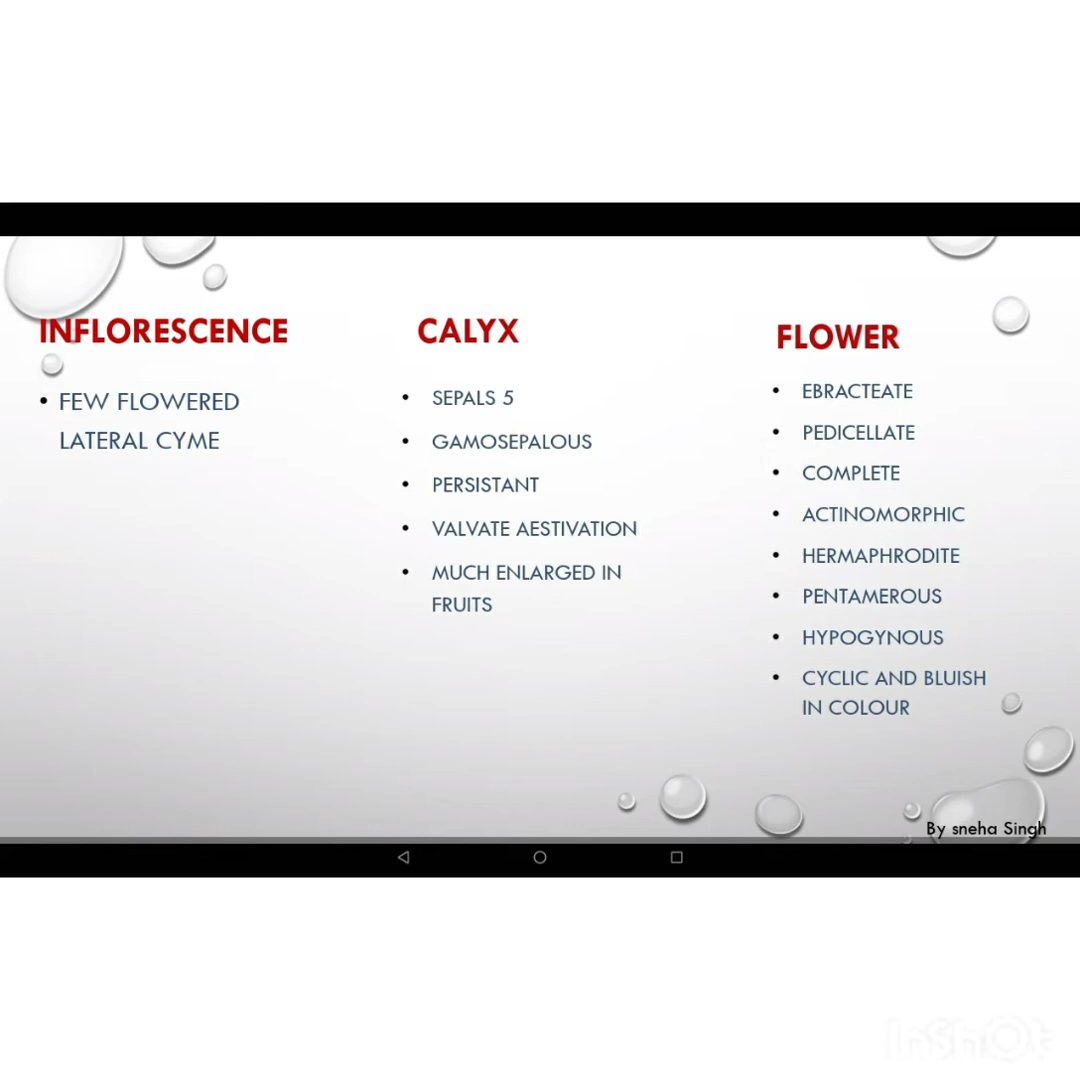 INFLORESCENCE
• FEW FLOWERED
LATERAL CYME
CALYX
• SEPALS 5
• GAMOSEPALOUS
• PERSISTANT
• VALVATE AESTIVATION
• MUCH ENLARGED IN
FRUITS
FLOWER
• EBRACTEATE
• PEDICELLATE
• COMPLETE
• ACTINOMORPHIC
• HERMAPHRODITE
• PENTAMEROUS
• HYPOGYNOUS
• CYCLIC AND BLUISH
IN COLOUR
By sneha Singh
InShOt